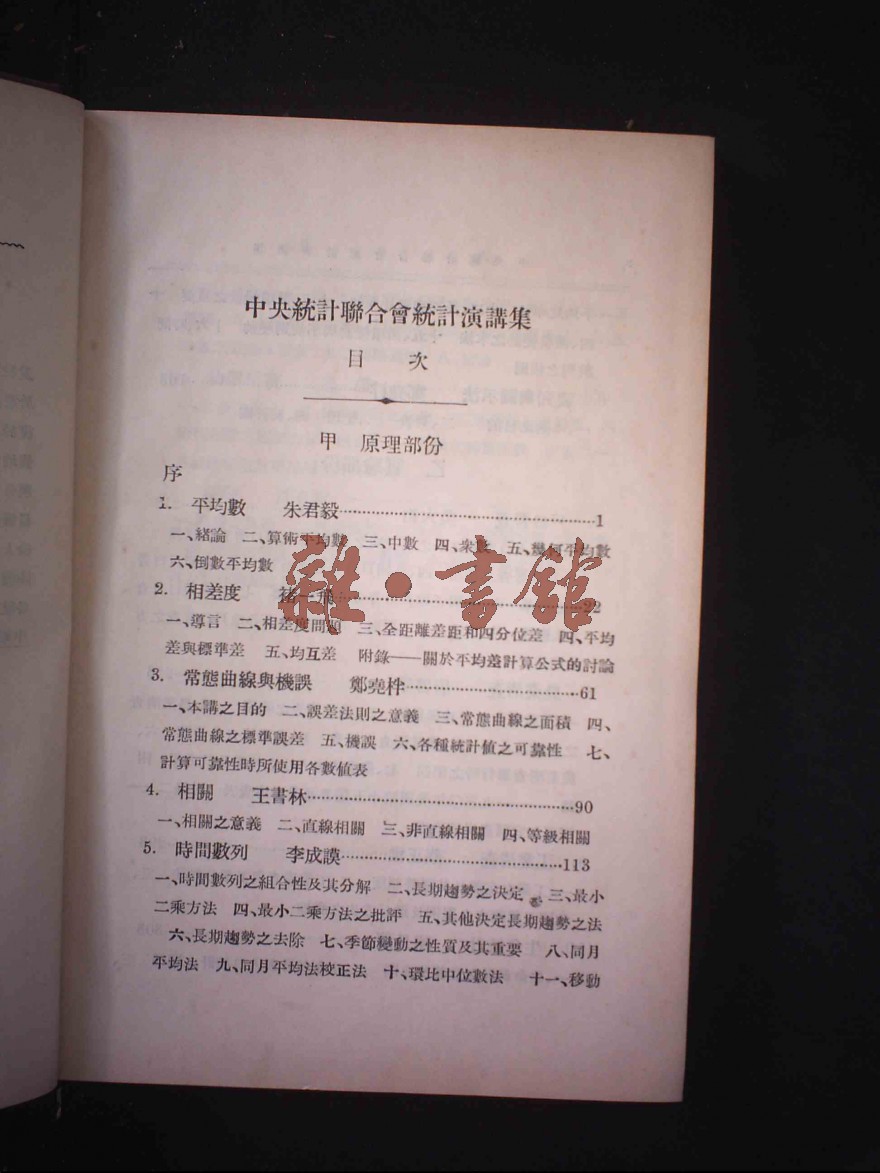 中央統計聯合會統計演講集
目 次
甲 原理部份
序
1. 平均數 朱君毅……1
一、緒論 二、算術平均數 三、中數 四、衆數 五、幾何平均數
六、倒數平均數
2. 相差度 褚一飛……22
一、導言 二、相差度問題 三、全距離差距和四分位差 四、平均
差與標準差 五、均互差 附錄——關於平均差計算公式的討論
3. 常態曲線與機誤 鄭堯柈……61
一、本講之目的 二、誤差法則之意義 三、常態曲線之面積 四、
常態曲線之標準誤差 五、機誤 六、各種統計值之可靠性 七、
計算可靠性時所使用各數値表
4. 相關 王書林……90
一、相關之意義 二、直線相關 三、非直線相關 四、等級相關
5. 時間數列 李成謨……113
一、時間數列之組合性及其分解 二、長期趨勢之決定 三、最小
二乘方法 四、最小二乘方法之批評 五、其他決定長期趨勢之法
六、長期趨勢之去除 七、季節變動之性質及其重要 八、同月
平均法 九、同月平均法校正法 十、環比中位數法 十一、移動
雜·書館